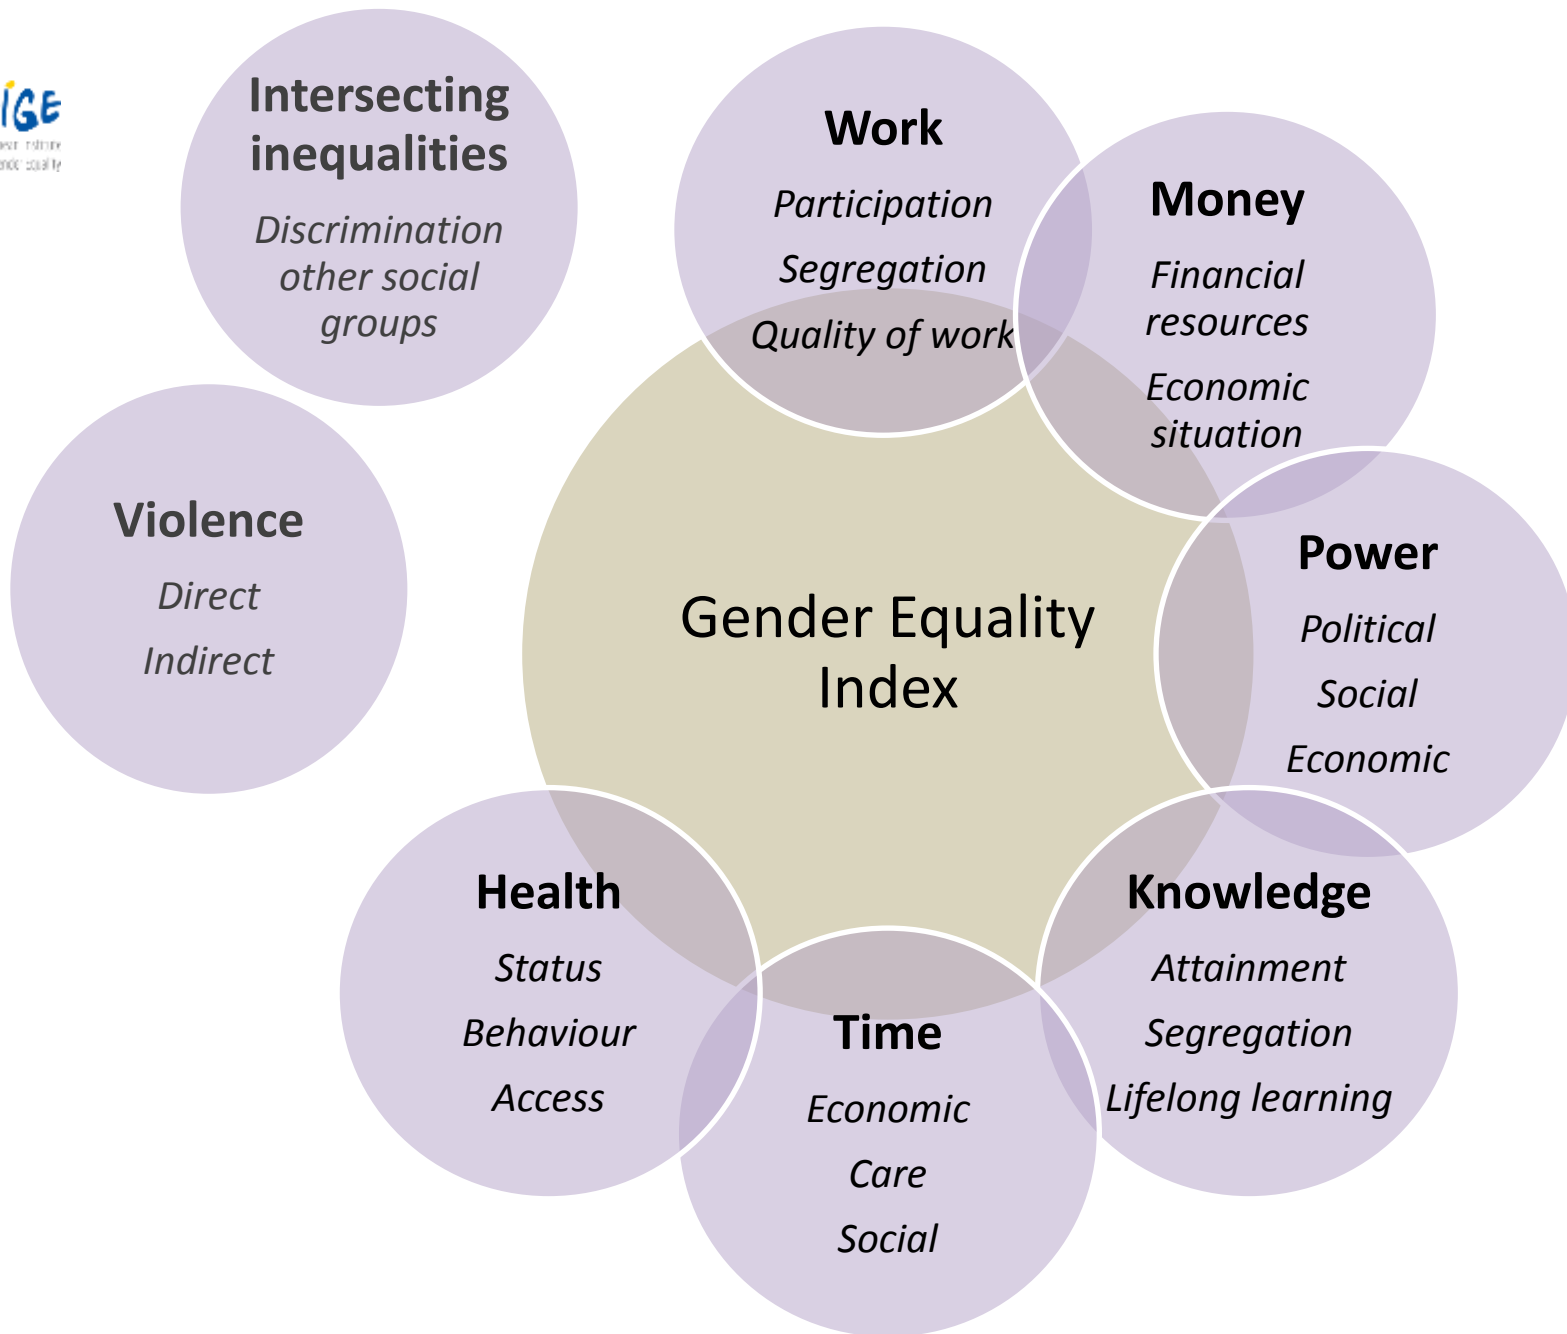 Intersecting
inequalities
Discrimination
other social
groups
Work
Participation
Segregation
Quality of work
Money
Financial
resources
Economic
situation
Violence
Direct
Indirect
Gender Equality
Index
Power
Political
Social
Economic
Health
Status
Behaviour
Access
Time
Economic
Care
Social
Knowledge
Attainment
Segregation
Lifelong learning